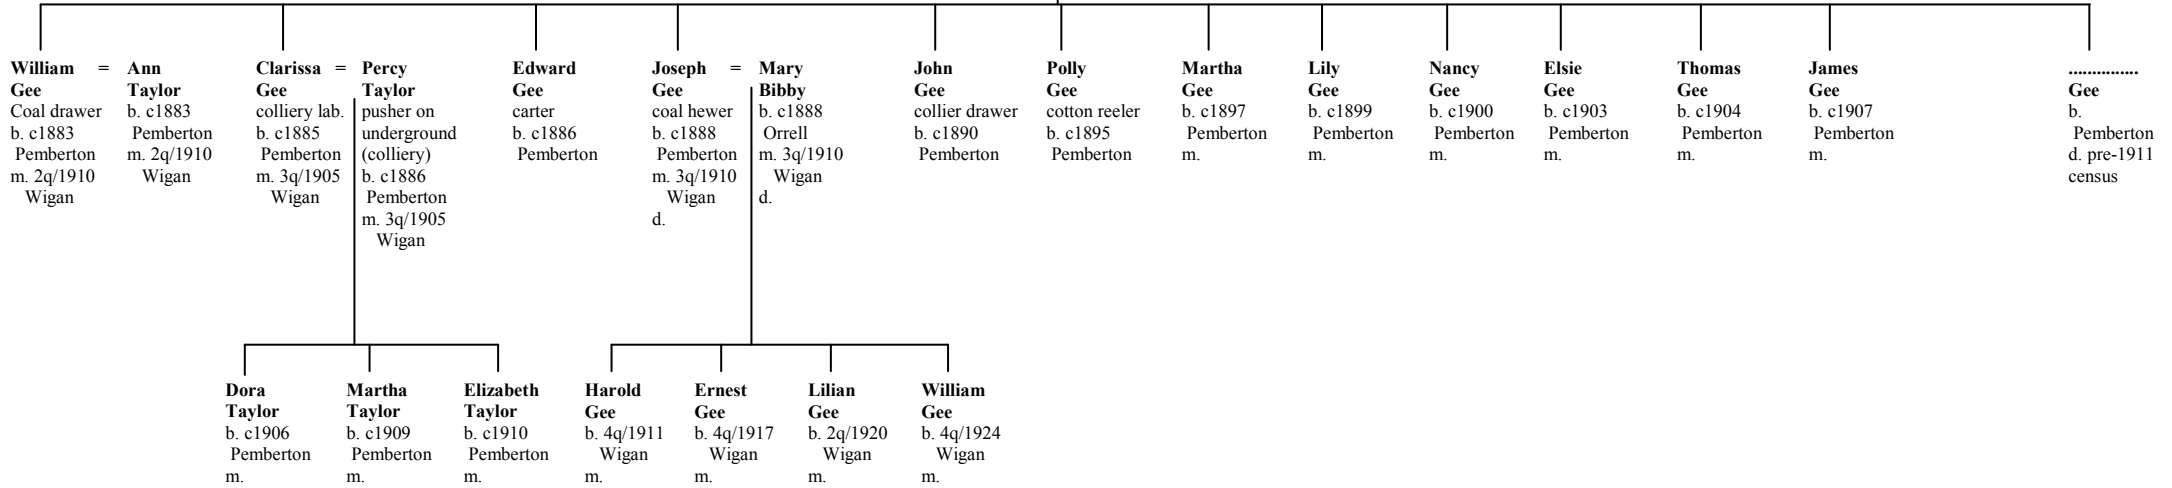 William =
Gee
Coal drawer
b. c1883
Pemberton
m. 2q/1910
Wigan
Ann
Taylor
b. c1883
Pemberton
m. 2q/1910
Wigan
Clarissa =
Gee
colliery lab.
b. c1885
Pemberton
m. 3q/1905
Wigan
Percy
Taylor
pusher on
underground
(colliery)
b. c1886
Pemberton
m. 3q/1905
Wigan
Edward
Gee
carter
b. c1886
Pemberton
Joseph =
Gee
coal hewer
b. c1888
Pemberton
m. 3q/1910
Wigan
d.
Mary
Bibby
b. c1888
Orrell
m. 3q/1910
Wigan
d.
John
Gee
collier drawer
b. c1890
Pemberton
Polly
Gee
cotton reeler
b. c1895
Pemberton
Martha
Gee
b. c1897
Pemberton
m.
Lily
Gee
b. c1899
Pemberton
m.
Nancy
Gee
b. c1900
Pemberton
m.
Elsie
Gee
b. c1903
Pemberton
m.
Thomas
Gee
b. c1904
Pemberton
m.
James
Gee
b. c1907
Pemberton
m.
...............
Gee
b.
Pemberton
d. pre-1911
census
Dora
Taylor
b. c1906
Pemberton
m.
Martha
Taylor
b. c1909
Pemberton
m.
Elizabeth
Taylor
b. c1910
Pemberton
m.
Harold
Gee
b. 4q/1911
Wigan
m.
Ernest
Gee
b. 4q/1917
Wigan
m.
Lilian
Gee
b. 2q/1920
Wigan
m.
William
Gee
b. 4q/1924
Wigan
m.